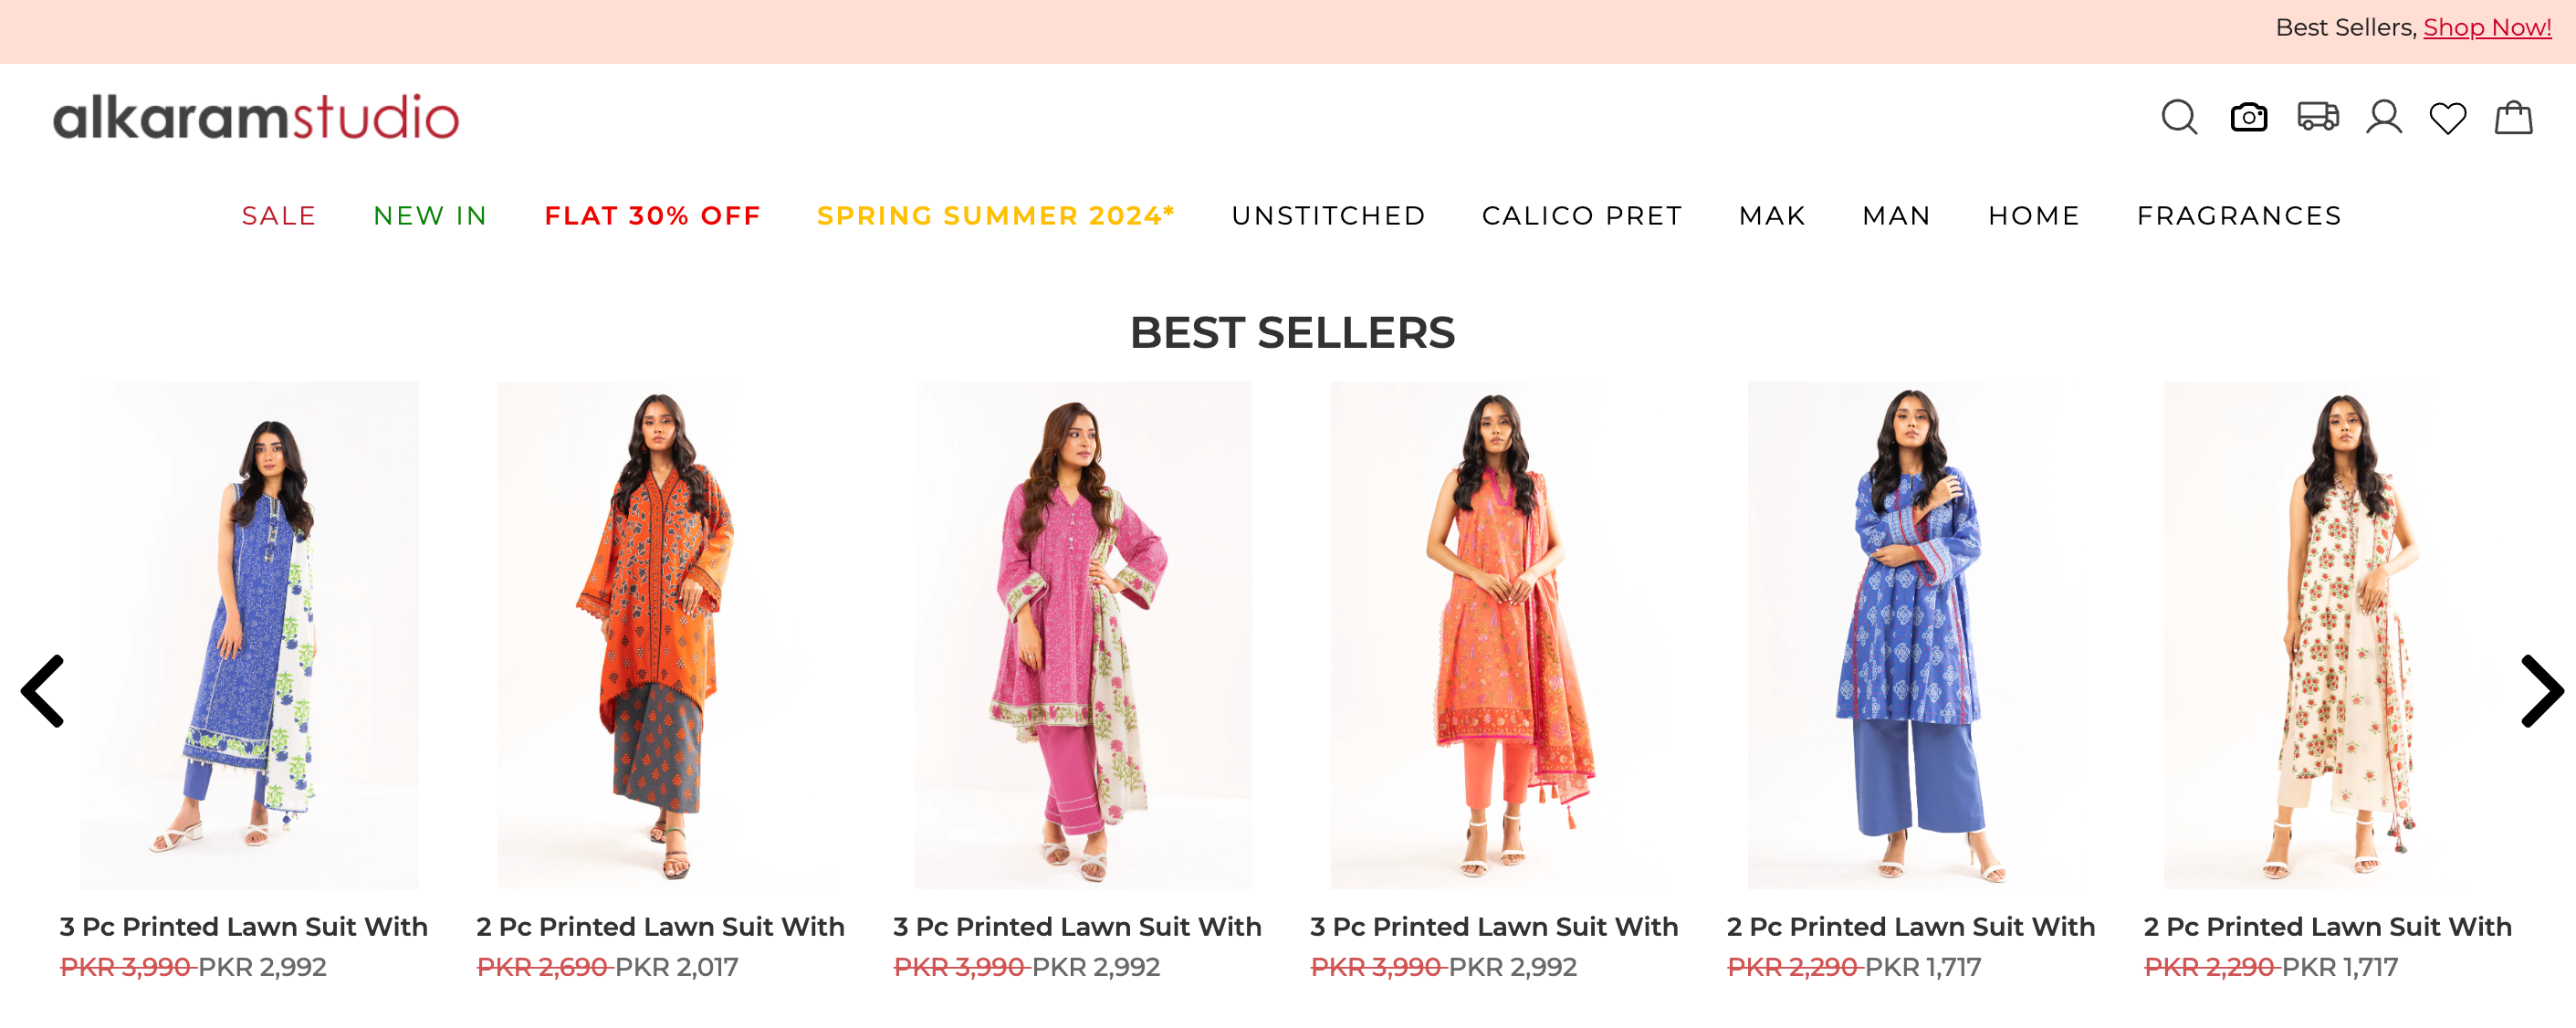 Best Sellers, Shop Now!
alkaramstudio
SALE NEW IN FLAT 30% OFF SPRING SUMMER 2024* UNSTITCHED CALICO PRET MAK MAN HOME FRAGRANCES
BEST SELLERS
3 Pc Printed Lawn Suit With
PKR 3,990 PKR 2,992
2 Pc Printed Lawn Suit With
PKR 2,690 PKR 2,017
3 Pc Printed Lawn Suit With
PKR 3,990 PKR 2,992
3 Pc Printed Lawn Suit With
PKR 3,990 PKR 2,992
2 Pc Printed Lawn Suit With
PKR 2,290 PKR 1,717
2 Pc Printed Lawn Suit With
PKR 2,290 PKR 1,717